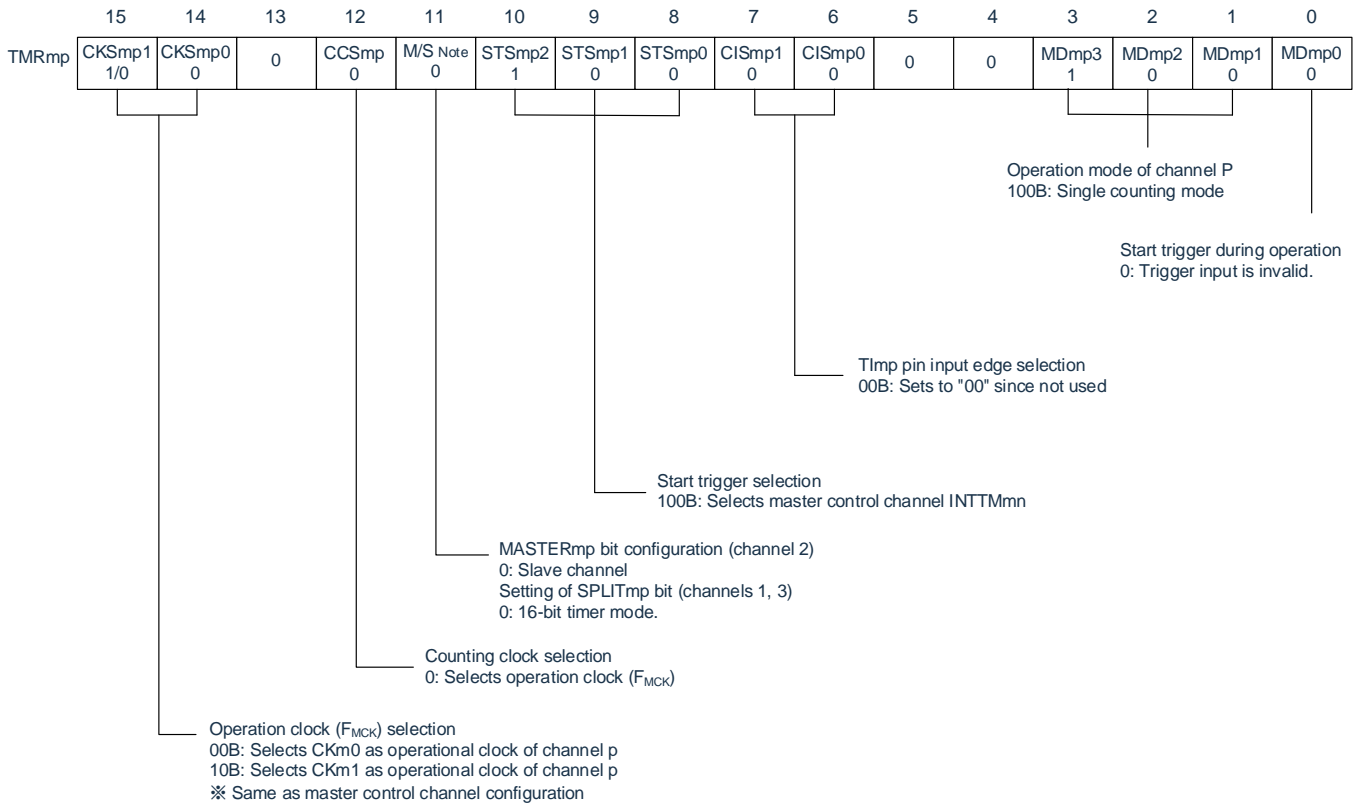 15 14 13 12 11 10 9 8 7 6 5 4 3 2 1 0
TMRmp CKSmp1 CKSmp0 0 CCSmp M/S Note STSmp2 STSmp1 STSmp0 CISmp1 CISmp0 0 0 MDmp3 MDmp2 MDmp1 MDmp0
1/0 0 0 0 1 0 0 0 0 1 0 0 0
Operation mode of channel P
100B: Single counting mode
Start trigger during operation
0: Trigger input is invalid.
TImp pin input edge selection
00B: Sets to "00" since not used
Start trigger selection
100B: Selects master control channel INTTMmn
MASTERmp bit configuration (channel 2)
0: Slave channel
Setting of SPLITmp bit (channels 1, 3)
0: 16-bit timer mode.
Counting clock selection
0: Selects operation clock (FMCK)
Operation clock (FMCK) selection
00B: Selects CKm0 as operational clock of channel p
10B: Selects CKm1 as operational clock of channel p
※ Same as master control channel configuration